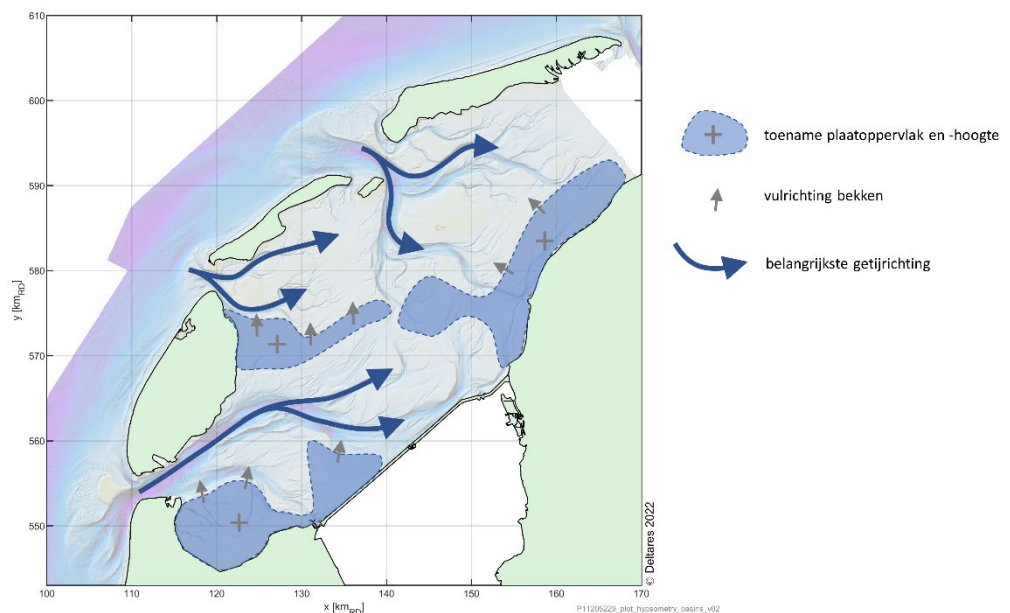 610
600
590
580
570
560
550
y [km_RD]
100
110
120
130
140
150
160
170
x [km_RD]
toename plaatoppervlak en -hoogte
vulrichting bekken
belangrijkste getijrichting
© Deltares 2022
P11205229_plot_hypsometry_basins_v02